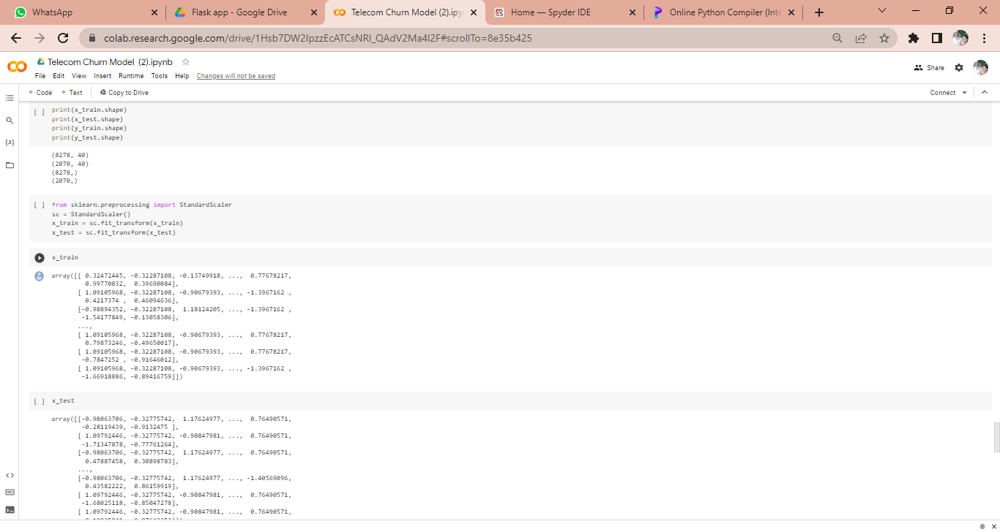 WhatsApp
Flask app - Google Drive
Telecom Churn Model (2).ipy
Home — Spyder IDE
Online Python Compiler (Inte
colab.research.google.com/drive/1Hsb7DW2IpzzEcATCsNRl_QAdV2Ma4I2F#scrollTo=8e35b425
Telecom Churn Model (2).ipynb
File Edit View Insert Runtime Tools Help Changes will not be saved
Share
+ Code + Text Copy to Drive
Connect
{x}
[ ] print(x_train.shape)
print(x_test.shape)
print(y_train.shape)
print(y_test.shape)
(8278, 40)
(2070, 40)
(8278,)
(2070,)
[ ] from sklearn.preprocessing import StandardScaler
sc = StandardScaler()
x_train = sc.fit_transform(x_train)
x_test = sc.fit_transform(x_test)
x_train
array([[ 0.32472445, -0.32287108, -0.13749918, ..., 0.77678217,
0.99770032, 0.39690084],
[ 1.09105968, -0.32287108, -0.90679393, ..., -1.3967162 ,
0.4217374 , 0.46094636],
[-0.98894352, -0.32287108, 1.18124205, ..., -1.3967162 ,
-1.54177849, -0.13058306],
...,
[ 1.09105968, -0.32287108, -0.90679393, ..., 0.77678217,
0.79873246, -0.49650017],
[ 1.09105968, -0.32287108, -0.90679393, ..., 0.77678217,
-0.7847252 , -0.91646012],
[ 1.09105968, -0.32287108, -0.90679393, ..., -1.3967162 ,
-1.66918886, -0.89416759]])
[ ] x_test
array([[-0.98063706, -0.32775742, 1.17624977, ..., 0.76490571,
-0.28119439, -0.9132475 ],
[ 1.09792446, -0.32775742, -0.90847981, ..., 0.76490571,
-1.71347878, -0.77761264],
[-0.98063706, -0.32775742, 1.17624977, ..., 0.76490571,
0.47887458, 0.30898783],
...,
[-0.98063706, -0.32775742, 1.17624977, ..., -1.40569096,
0.43582222, 0.86159919],
[ 1.09792446, -0.32775742, -0.90847981, ..., 0.76490571,
-1.68025118, -0.85047278],
[ 1.09792446, -0.32775742, -0.90847981, ..., 0.76490571,